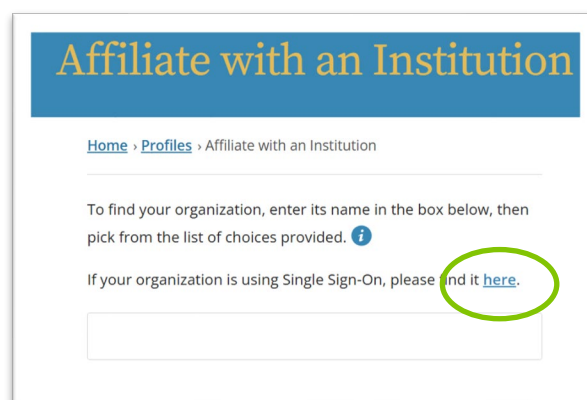 Affiliate with an Institution
Home › Profiles › Affiliate with an Institution
To find your organization, enter its name in the box below, then
pick from the list of choices provided. i
If your organization is using Single Sign-On, please find it here.